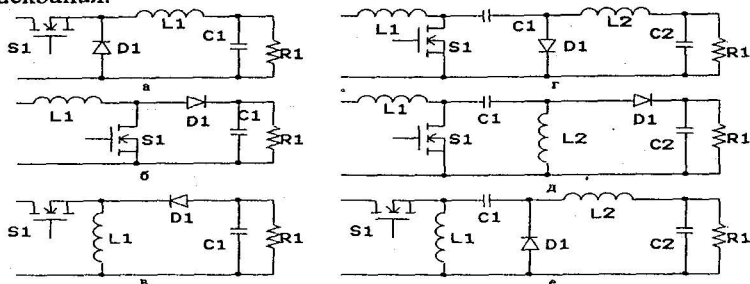 S1 D1 L1 C1 R1
а
L1 S1 D1 C1 R1
б
S1 L1 D1 C1 R1
в
L1 S1 C1 D1 L2 C2 R1
г
L1 S1 C1 L2 D1 C2 R1
д
S1 L1 C1 D1 L2 C2 R1
е